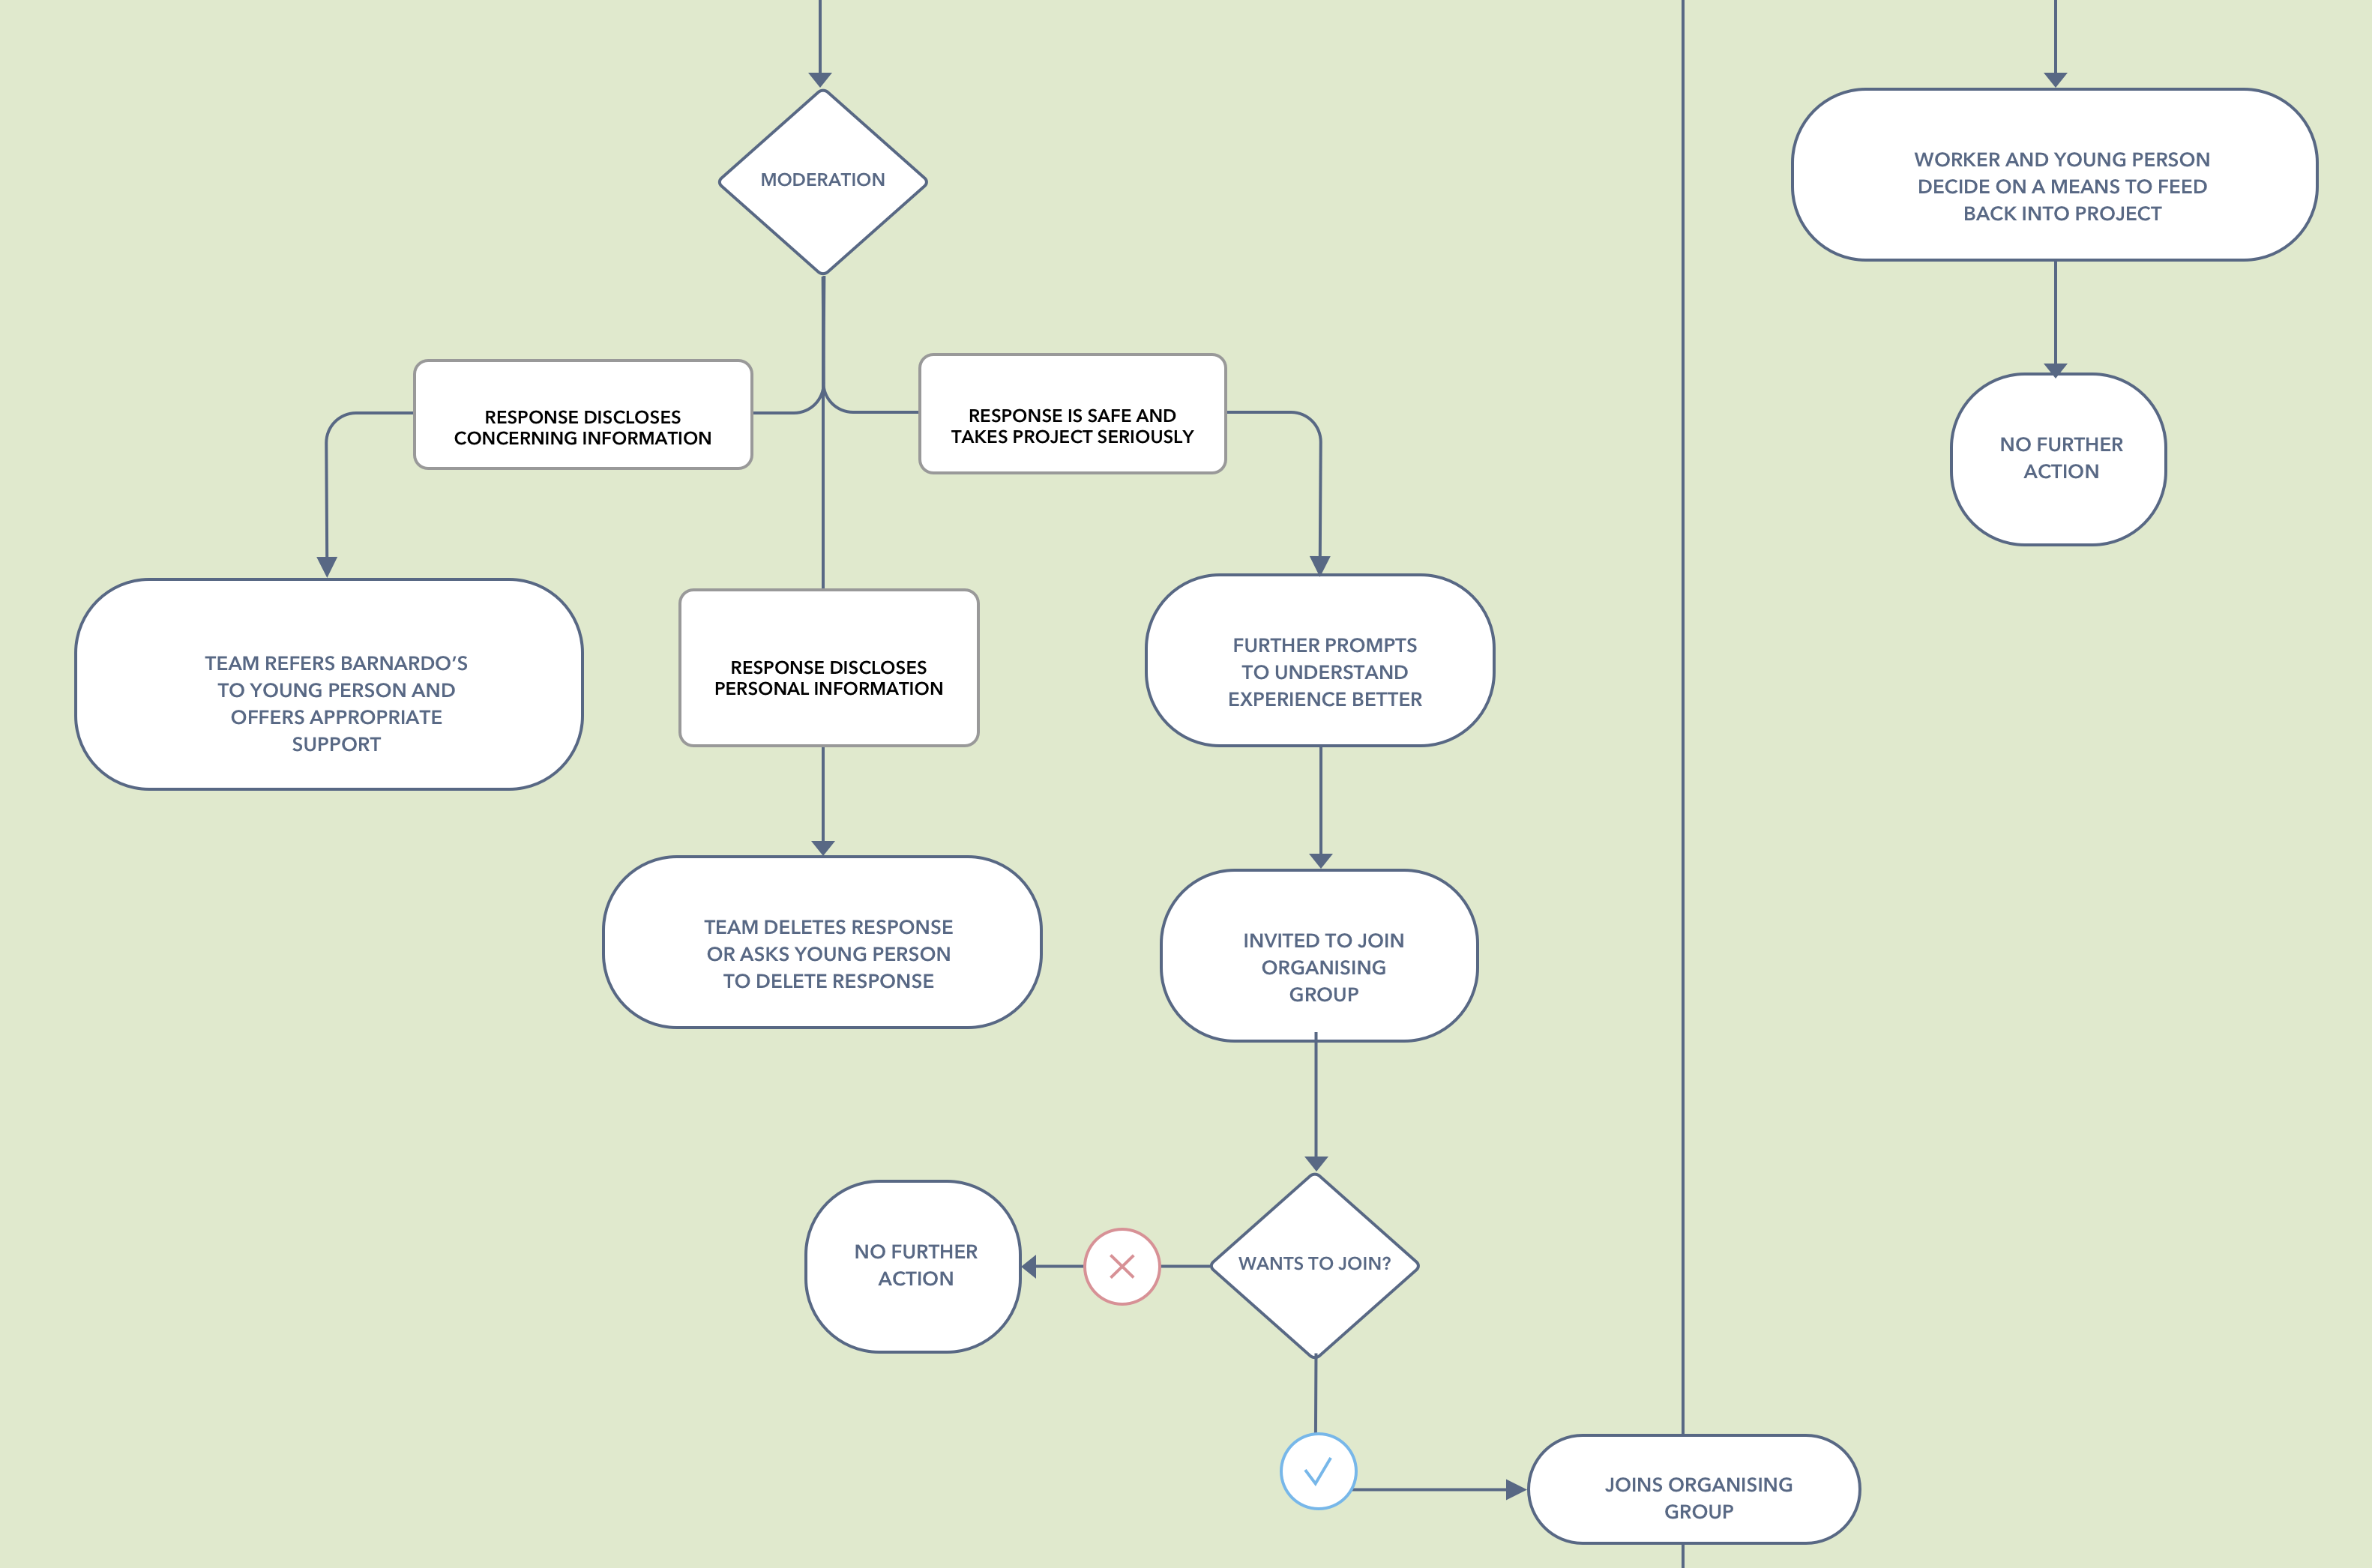 MODERATION
WORKER AND YOUNG PERSON
DECIDE ON A MEANS TO FEED
BACK INTO PROJECT
RESPONSE DISCLOSES
CONCERNING INFORMATION
RESPONSE IS SAFE AND
TAKES PROJECT SERIOUSLY
NO FURTHER
ACTION
TEAM REFERS BARNARDO’S
TO YOUNG PERSON AND
OFFERS APPROPRIATE
SUPPORT
RESPONSE DISCLOSES
PERSONAL INFORMATION
FURTHER PROMPTS
TO UNDERSTAND
EXPERIENCE BETTER
TEAM DELETES RESPONSE
OR ASKS YOUNG PERSON
TO DELETE RESPONSE
INVITED TO JOIN
ORGANISING
GROUP
NO FURTHER
ACTION
WANTS TO JOIN?
JOINS ORGANISING
GROUP